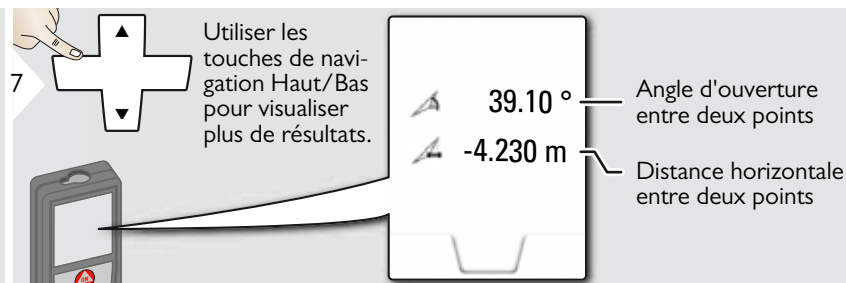 7
Utiliser les
touches de navi-
gation Haut/Bas
pour visualiser
plus de résultats.
39.10 °
-4.230 m
Angle d'ouverture
entre deux points
Distance horizontale
entre deux points